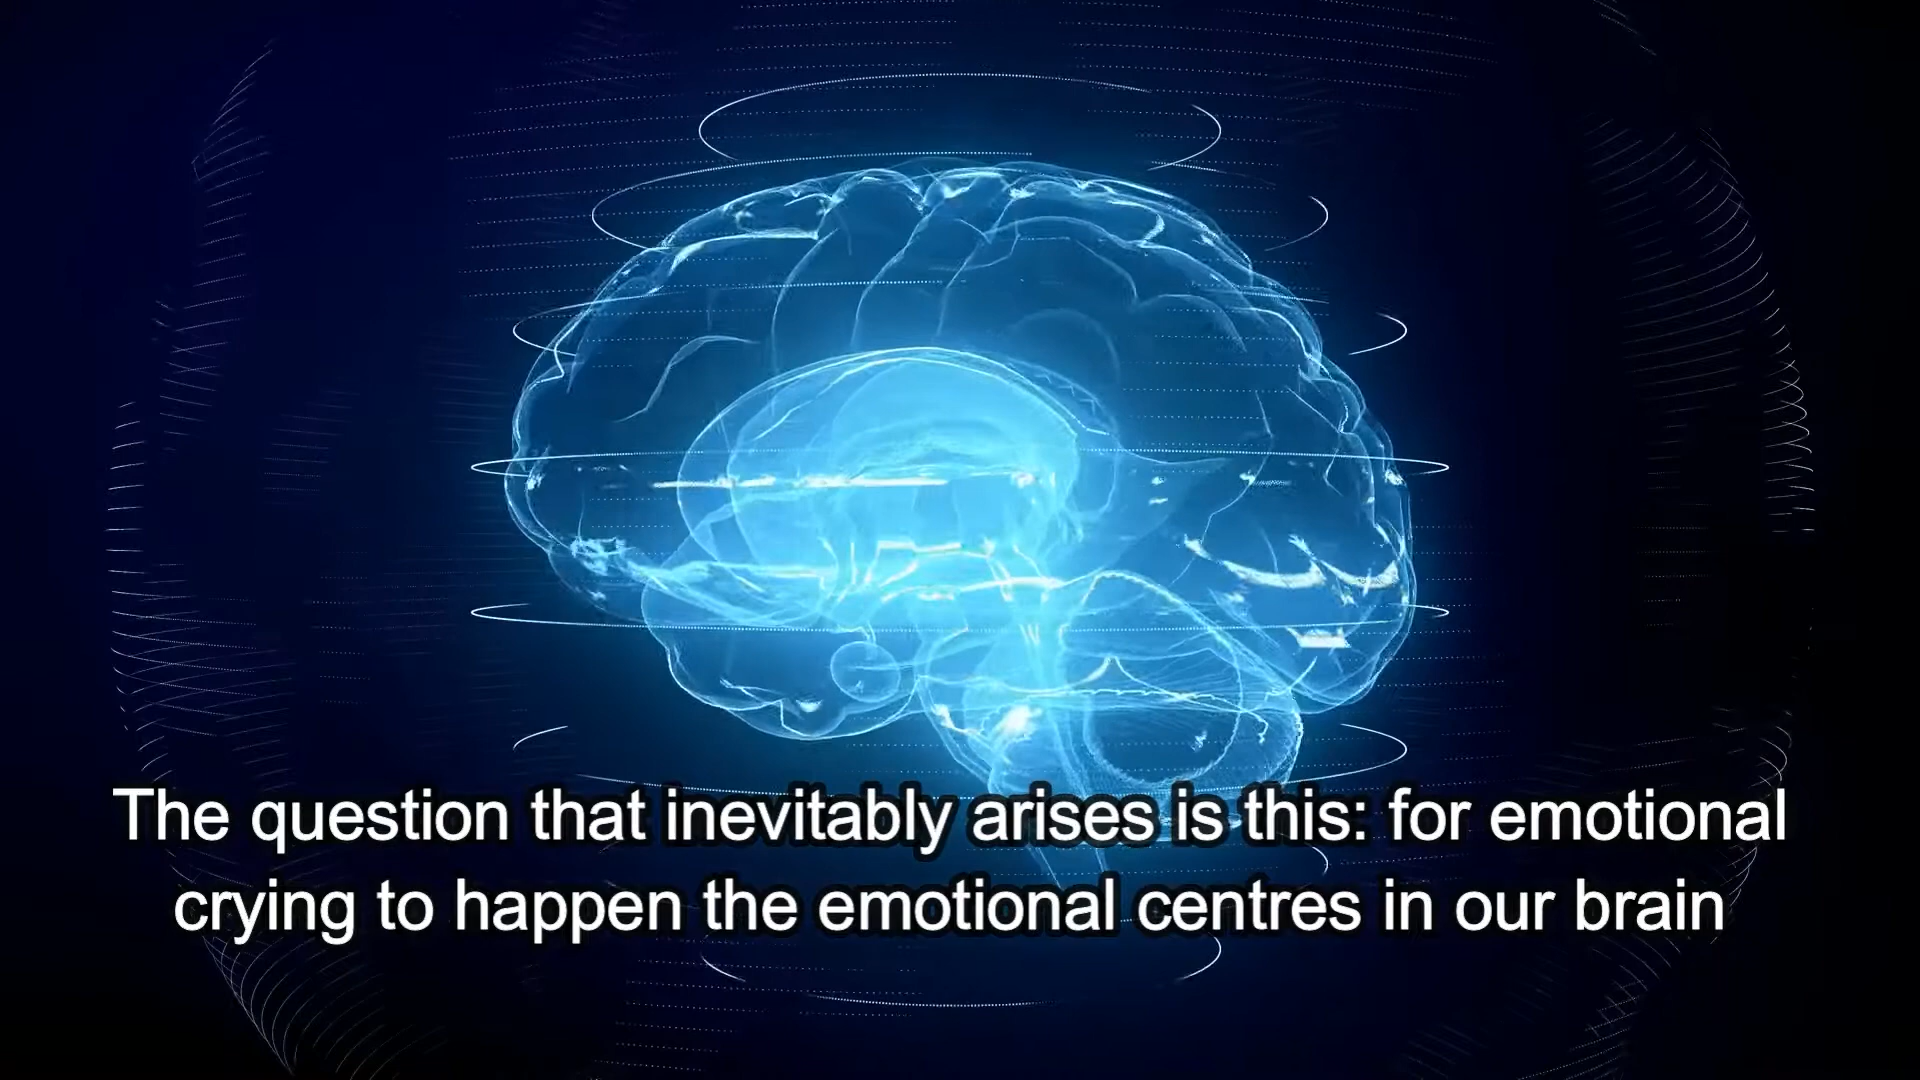 The question that inevitably arises is this: for emotional
crying to happen the emotional centres in our brain